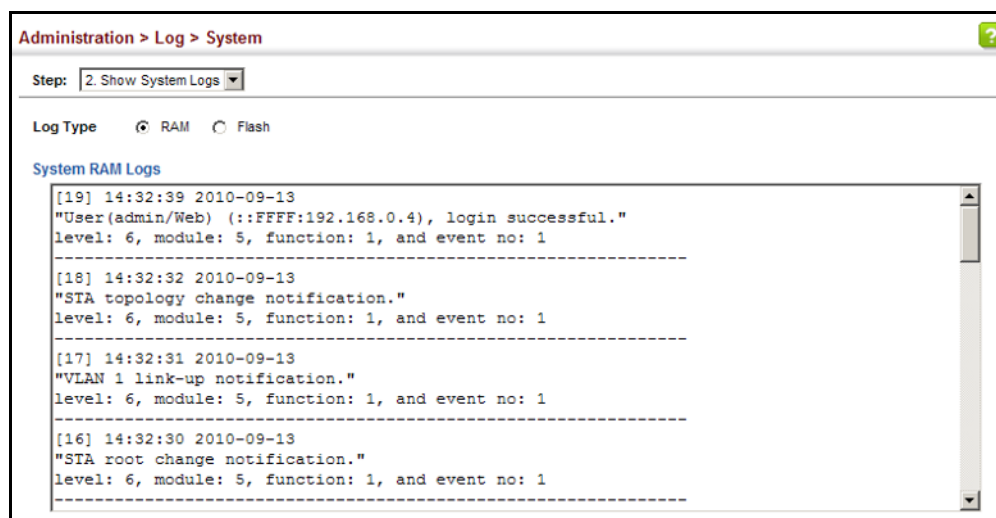 Administration > Log > System
?
Step: 2. Show System Logs
Log Type RAM Flash
System RAM Logs
[19] 14:32:39 2010-09-13
"User(admin/Web) (::FFFF:192.168.0.4), login successful."
level: 6, module: 5, function: 1, and event no: 1
----------------------------------------------------------------
[18] 14:32:32 2010-09-13
"STA topology change notification."
level: 6, module: 5, function: 1, and event no: 1
----------------------------------------------------------------
[17] 14:32:31 2010-09-13
"VLAN 1 link-up notification."
level: 6, module: 5, function: 1, and event no: 1
----------------------------------------------------------------
[16] 14:32:30 2010-09-13
"STA root change notification."
level: 6, module: 5, function: 1, and event no: 1
----------------------------------------------------------------